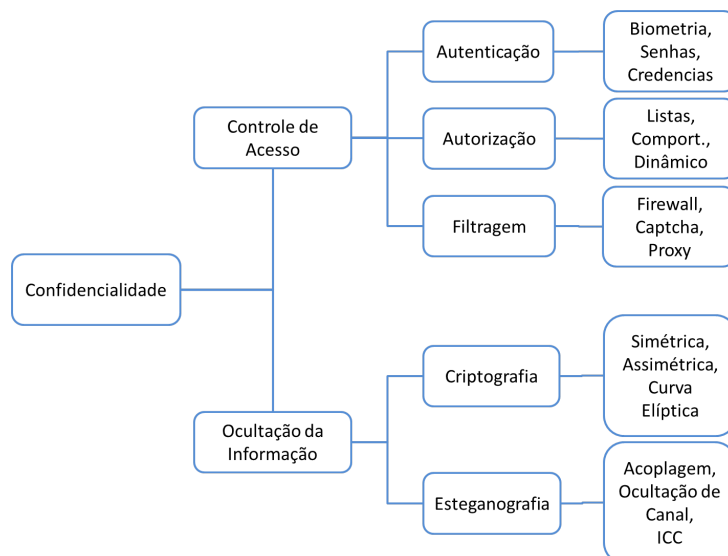 Confidencialidade
Controle de
Acesso
Autenticação
Biometria,
Senhas,
Credencias
Autorização
Listas,
Comport.,
Dinâmico
Filtragem
Firewall,
Captcha,
Proxy
Ocultação da
Informação
Criptografia
Simétrica,
Assimétrica,
Curva
Elíptica
Esteganografia
Acoplagem,
Ocultação de
Canal,
ICC